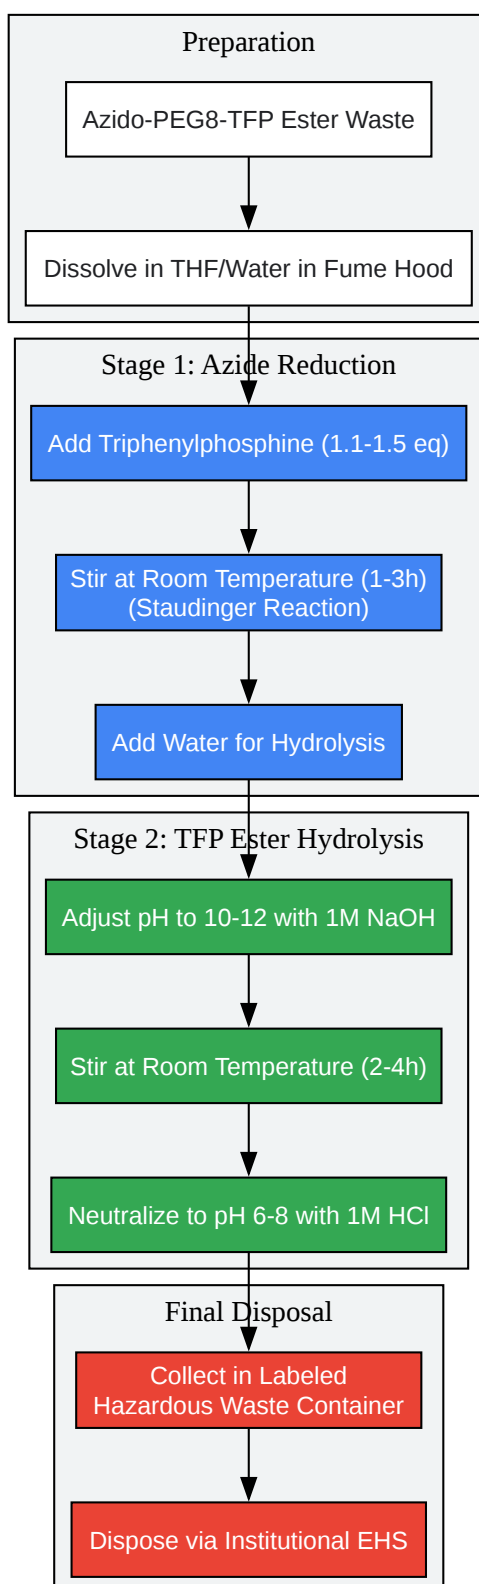 Preparation
Azido-PEG8-TFP Ester Waste
Dissolve in THF/Water in Fume Hood
Stage 1: Azide Reduction
Add Triphenylphosphine (1.1-1.5 eq)
Stir at Room Temperature (1-3h)
(Staudinger Reaction)
Add Water for Hydrolysis
Stage 2: TFP Ester Hydrolysis
Adjust pH to 10-12 with 1M NaOH
Stir at Room Temperature (2-4h)
Neutralize to pH 6-8 with 1M HCl
Final Disposal
Collect in Labeled
Hazardous Waste Container
Dispose via Institutional EHS